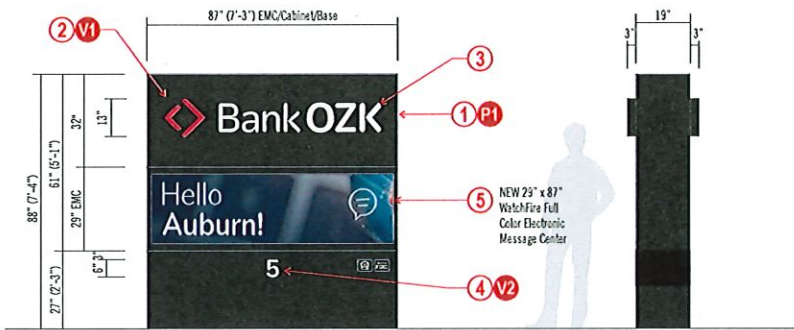 87" (7'-3") EMC/Cabinet/Base
19"
3"
3"
2 V1
3
Bank OZK
1 P1
88" (7'-4")
61" (5'-1")
32"
13"
29" EMC
27" (2'-3")
6"
3"
Hello
Auburn!
5
NEW 29" x 87"
WatchFire Full
Color Electronic
Message Center
5
4 V2